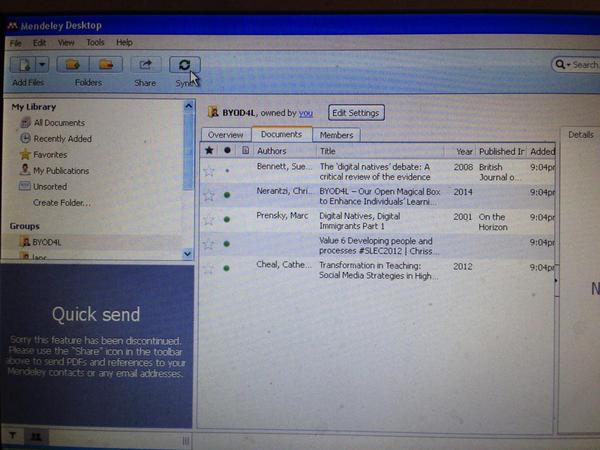 Mendeley Desktop
File Edit View Tools Help
Search
Add Files Folders Share Sync
My Library
All Documents
Recently Added
Favorites
My Publications
Unsorted
Create Folder...
Groups
BYOD4L
BYOD4L, owned by you Edit Settings
Overview Documents Members
Authors Title Year Published In Added
Bennett, Sue... The 'digital natives' debate: A 2008 British 9:04pm
critical review of the evidence Journal o...
Nerantzi, Chri... BYOD4L – Our Open Magical Box 2014 9:04pm
to Enhance Individuals' Learni...
Prensky, Marc Digital Natives, Digital 2001 On the 9:04pm
Immigrants Part 1 Horizon
Value 6 Developing people and 9:04pm
processes #SLEC2012 | Chriss...
Cheal, Cathe... Transformation in Teaching: 2012 9:04pm
Social Media Strategies in High...
Details
N
Quick send
Sorry this feature has been discontinued.
Please use the "Share" icon in the toolbar
above to send PDFs and references to your
Mendeley contacts or any email addresses.